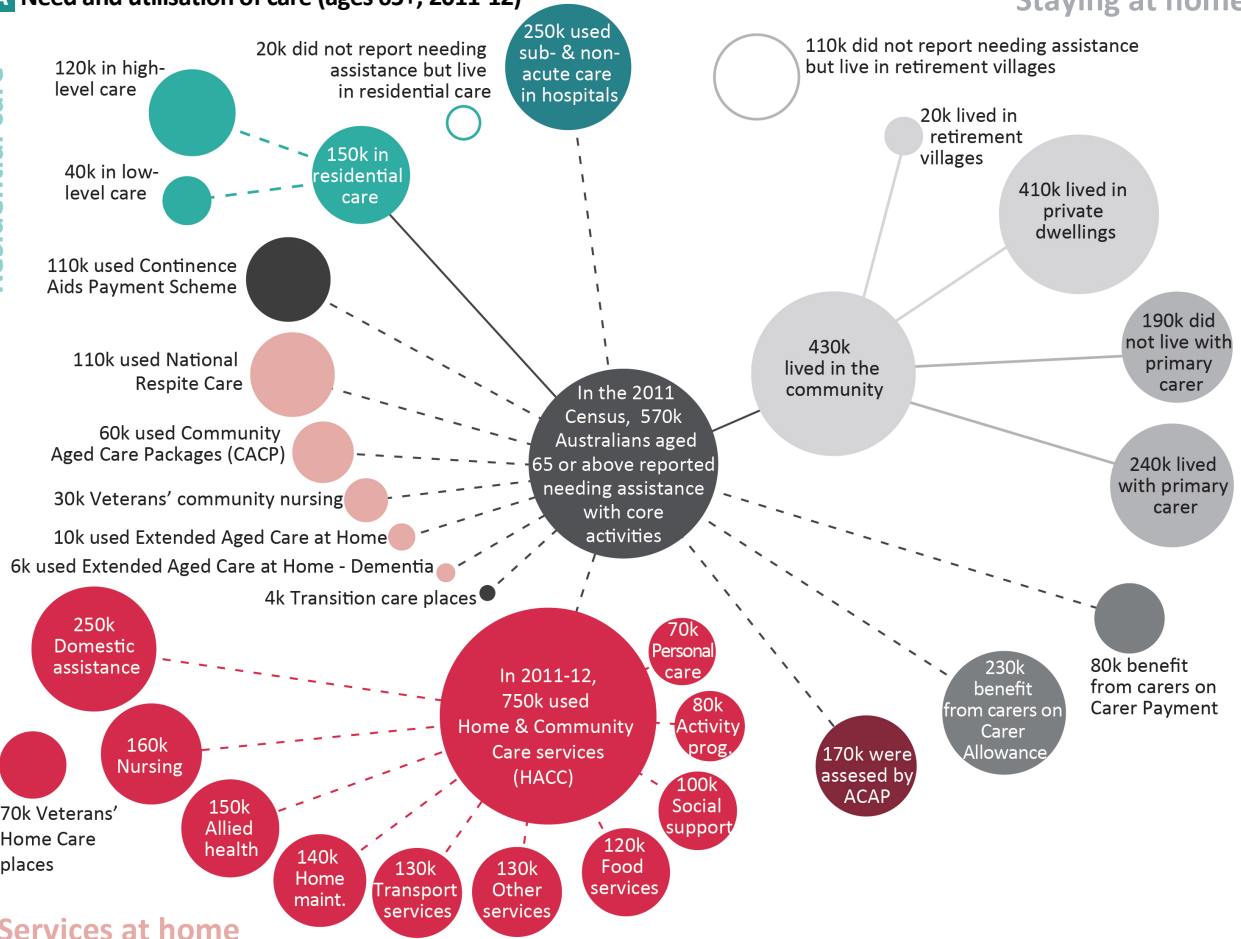 A Need and utilisation of care (ages 65+, 2011-12)
Staying at home
Residential care
120k in high-
level care
40k in low-
level care
150k in
residential
care
20k did not report needing
assistance but live
in residential care
250k used
sub- & non-
acute care
in hospitals
110k did not report needing assistance
but live in retirement villages
20k lived in
retirement
villages
410k lived in
private
dwellings
430k
lived in the
community
190k did
not live with
primary
carer
240k lived
with primary
carer
110k used Continence
Aids Payment Scheme
110k used National
Respite Care
60k used Community
Aged Care Packages (CACP)
30k Veterans’ community nursing
10k used Extended Aged Care at Home
6k used Extended Aged Care at Home - Dementia
4k Transition care places
In the 2011
Census, 570k
Australians aged
65 or above reported
needing assistance
with core
activities
80k benefit
from carers on
Carer Payment
230k
benefit
from carers on
Carer
Allowance
170k were
assesed by
ACAP
In 2011-12,
750k used
Home & Community
Care services
(HACC)
250k
Domestic
assistance
160k
Nursing
70k Veterans’
Home Care
places
150k
Allied
health
140k
Home
maint.
130k
Transport
services
130k
Other
services
120k
Food
services
100k
Social
support
80k
Activity
prog.
70k
Personal
care
Services at home